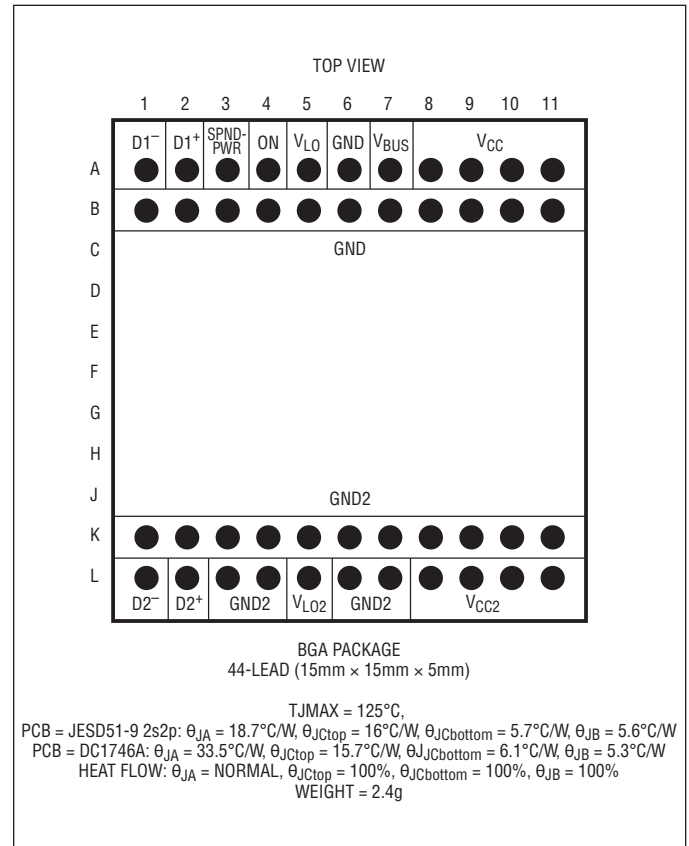 TOP VIEW
1 2 3 4 5 6 7 8 9 10 11
D1– D1+ SPND-PWR ON VLO GND VBUS VCC
A
B
C GND
D
E
F
G
H
J GND2
K
L
D2– D2+ GND2 VLO2 GND2 VCC2
BGA PACKAGE
44-LEAD (15mm × 15mm × 5mm)
TJMAX = 125°C,
PCB = JESD51-9 2s2p: θJA = 18.7°C/W, θJCtop = 16°C/W, θJCbottom = 5.7°C/W, θJB = 5.6°C/W
PCB = DC1746A: θJA = 33.5°C/W, θJCtop = 15.7°C/W, θJJCbottom = 6.1°C/W, θJB = 5.3°C/W
HEAT FLOW: θJA = NORMAL, θJCtop = 100%, θJCbottom = 100%, θJB = 100%
WEIGHT = 2.4g